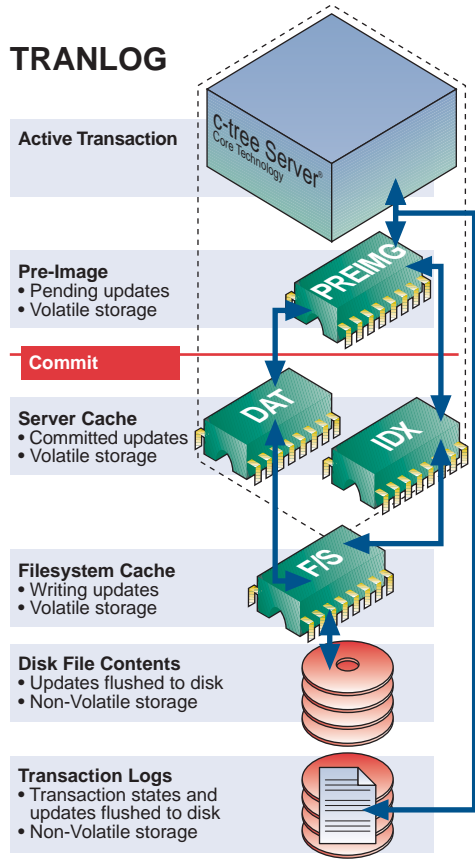 TRANLOG
c-tree Server®
Core Technology
Active Transaction
PREIMG
Pre-Image
• Pending updates
• Volatile storage
Commit
DAT
IDX
Server Cache
• Committed updates
• Volatile storage
F/S
Filesystem Cache
• Writing updates
• Volatile storage
Disk File Contents
• Updates flushed to disk
• Non-Volatile storage
Transaction Logs
• Transaction states and
updates flushed to disk
• Non-Volatile storage